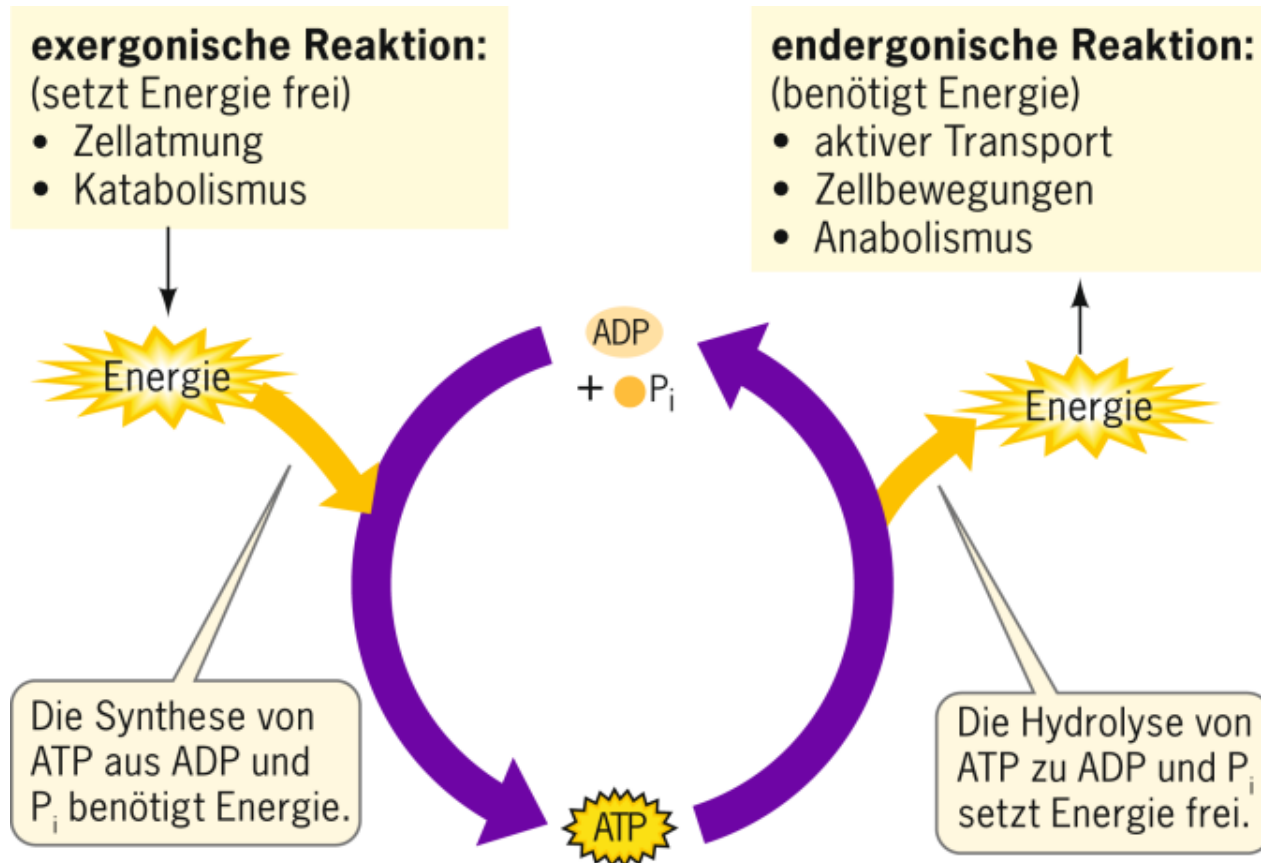 exergonische Reaktion:
(setzt Energie frei)
• Zellatmung
• Katabolismus
endergonische Reaktion:
(benötigt Energie)
• aktiver Transport
• Zellbewegungen
• Anabolismus
Energie
ADP
+ Pi
Energie
Die Synthese von
ATP aus ADP und
Pi benötigt Energie.
ATP
Die Hydrolyse von
ATP zu ADP und Pi
setzt Energie frei.